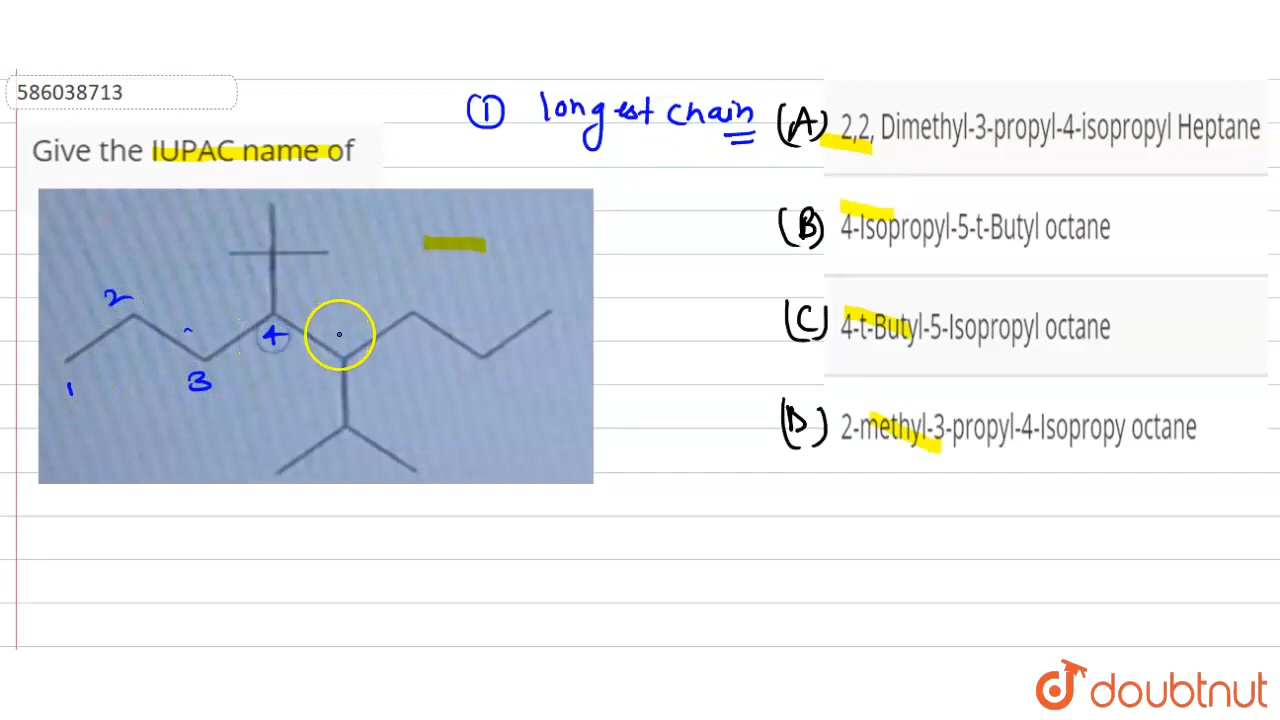 586038713
① longest chain
Give the IUPAC name of
(A) 2,2, Dimethyl-3-propyl-4-isopropyl Heptane
(B) 4-Isopropyl-5-t-Butyl octane
(C) 4-t-Butyl-5-Isopropyl octane
(D) 2-methyl-3-propyl-4-Isopropy octane
2
4
1
3
doubtnut